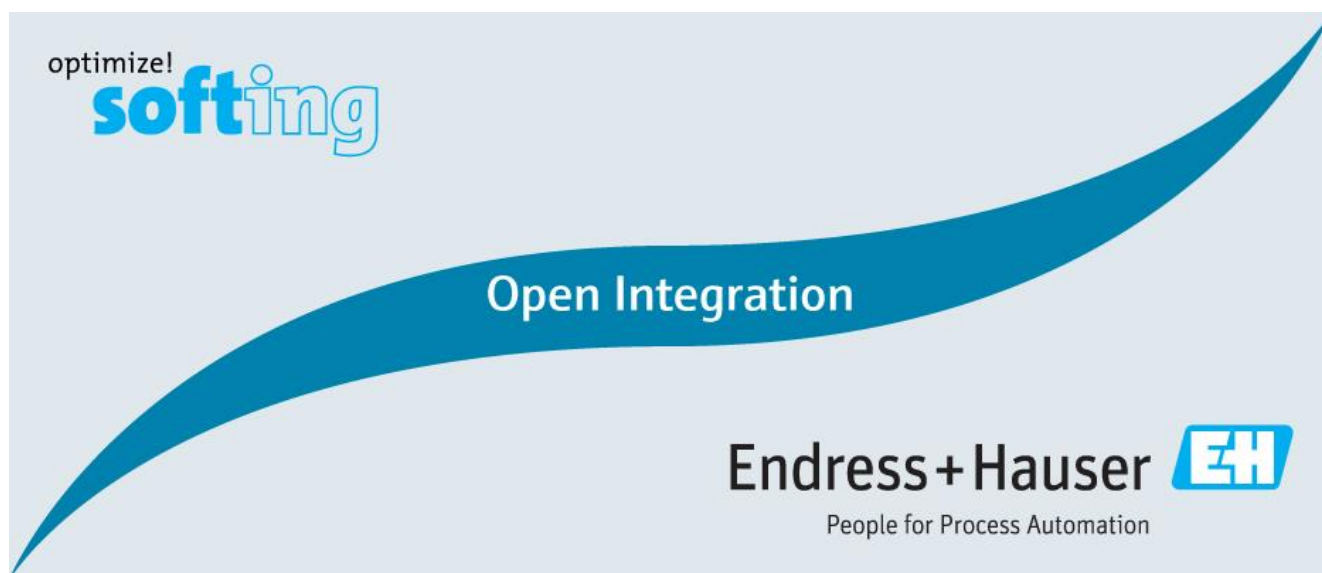 optimize!
softing
Open Integration
Endress+Hauser EH
People for Process Automation